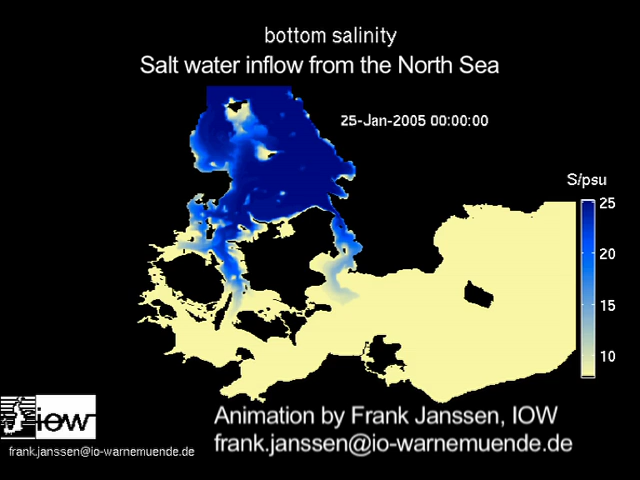 bottom salinity
Salt water inflow from the North Sea
25-Jan-2005 00:00:00
S/psu
25
20
15
10
iow
Animation by Frank Janssen, IOW
frank.janssen@io-warnemuende.de
frank.janssen@io-warnemuende.de